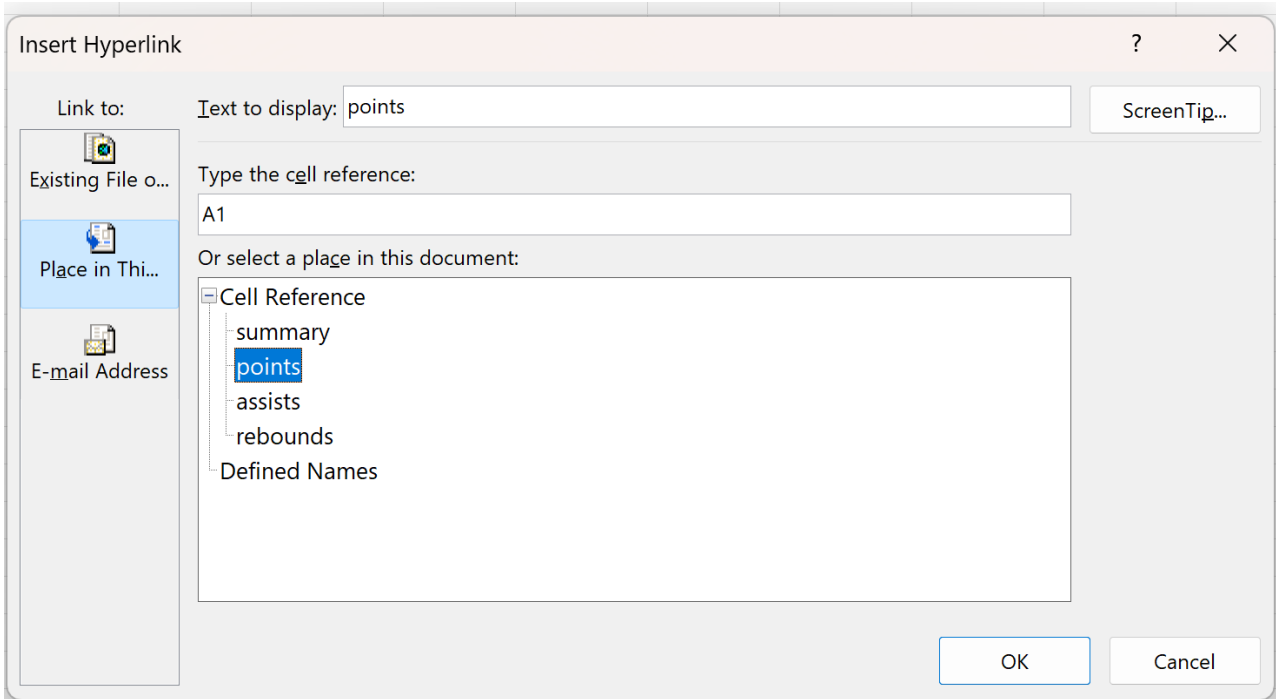 Insert Hyperlink
?
Link to:
Text to display:
points
ScreenTip...
Existing File o...
Place in Thi...
E-mail Address
Type the cell reference:
A1
Or select a place in this document:
Cell Reference
summary
points
assists
rebounds
Defined Names
OK
Cancel